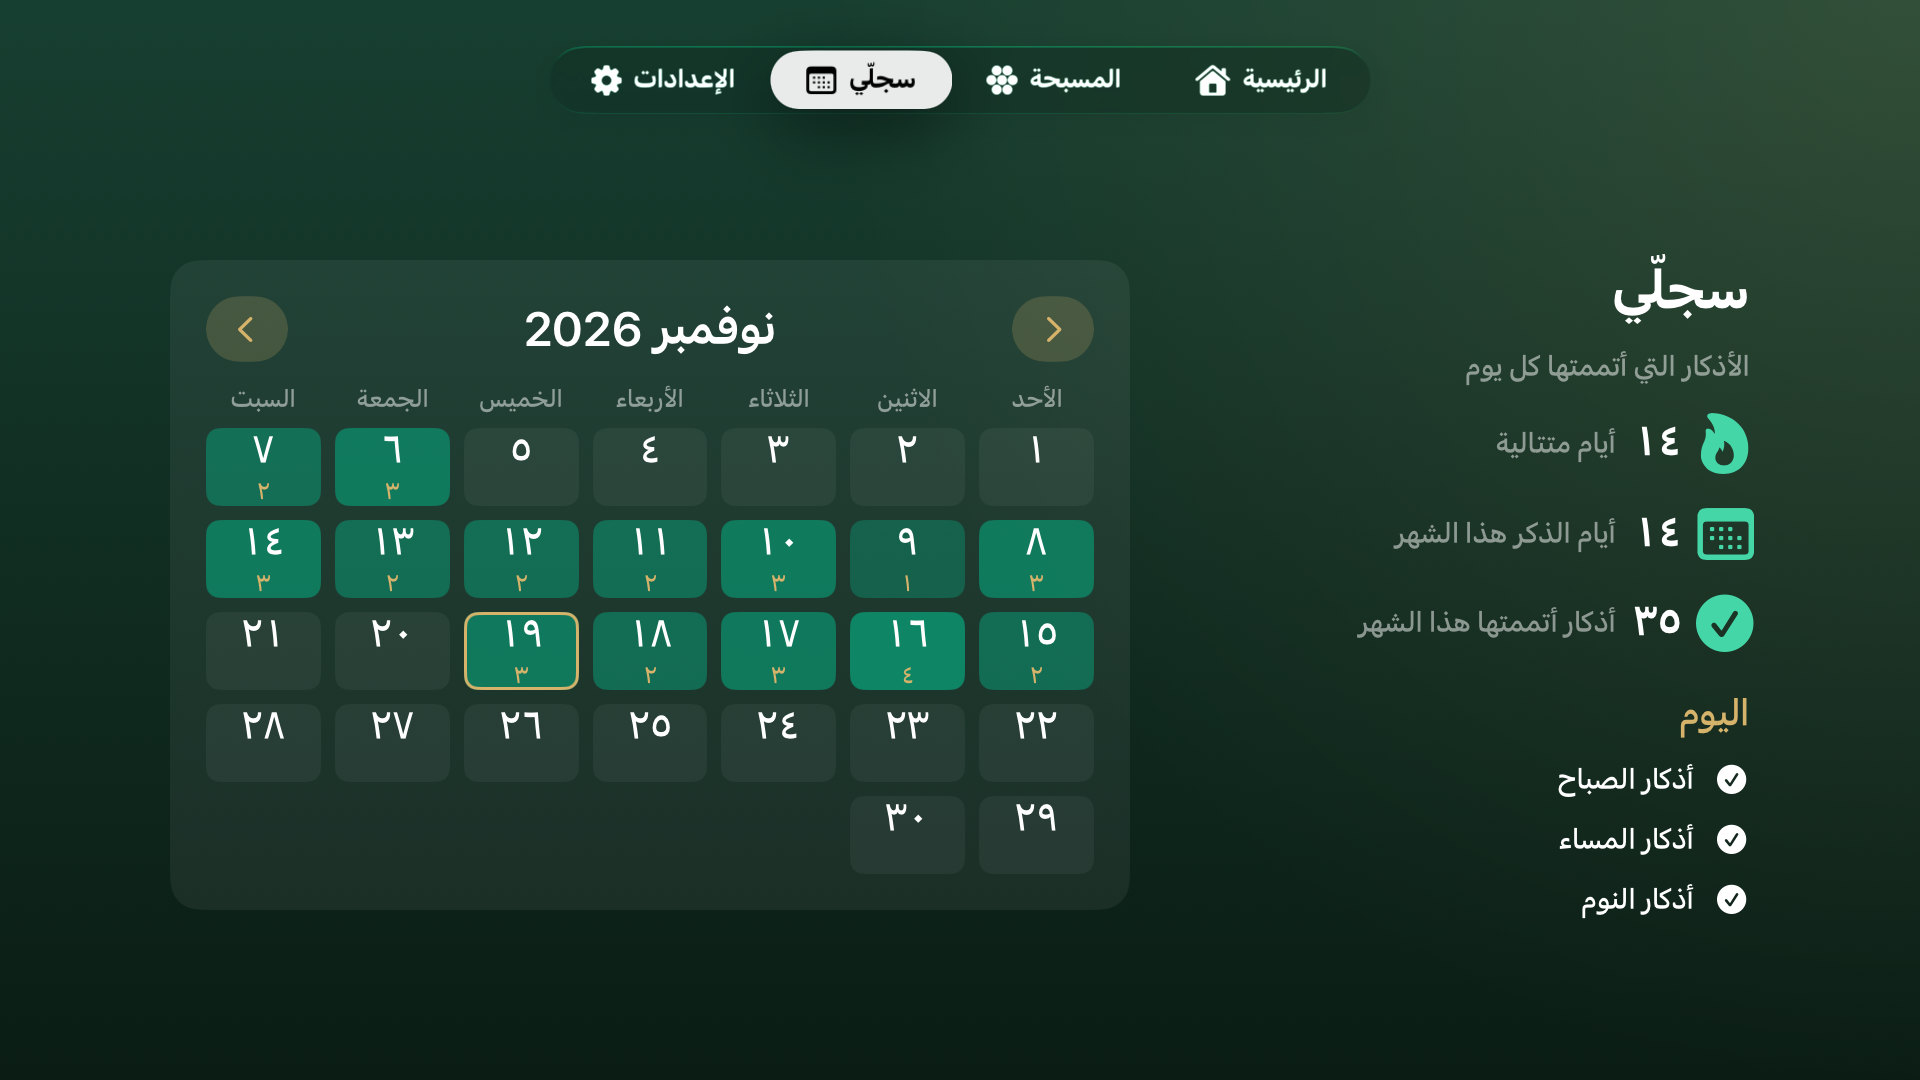 الرئيسية
المسبحة
سجلّي
الإعدادات
سجلّي
الأذكار التي أتممتها كل يوم
١٤ أيام متتالية
١٤ أيام الذكر هذا الشهر
٣٥ أذكار أتممتها هذا الشهر
اليوم
أذكار الصباح
أذكار المساء
أذكار النوم
نوفمبر 2026
الأحد الاثنين الثلاثاء الأربعاء الخميس الجمعة السبت
١ ٢ ٣ ٤ ٥ ٦ ٧
٣ ٢
٨ ٩ ١٠ ١١ ١٢ ١٣ ١٤
٣ ١ ٣ ٢ ٢ ٢ ٣
١٥ ١٦ ١٧ ١٨ ١٩ ٢٠ ٢١
٢ ٤ ٣ ٢ ٣
٢٢ ٢٣ ٢٤ ٢٥ ٢٦ ٢٧ ٢٨
٢٩ ٣٠